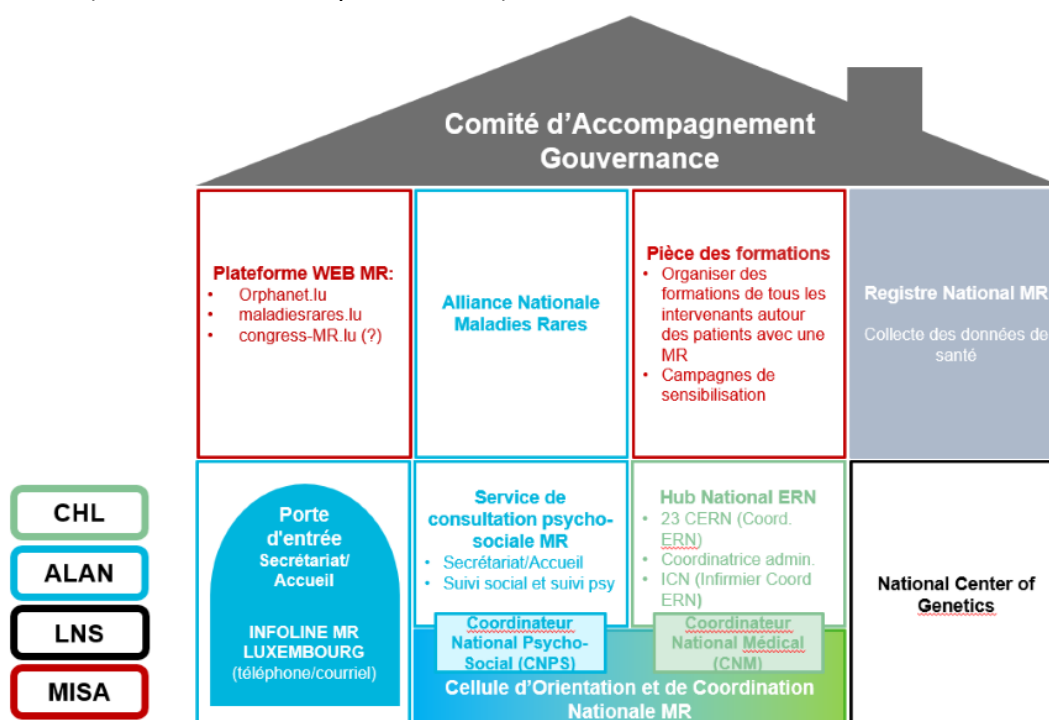 Comité d'Accompagnement
Gouvernance
Plateforme WEB MR:
• Orphanet.lu
• maladiesrares.lu
• congress-MR.lu (?)
Alliance Nationale
Maladies Rares
Pièce des formations
• Organiser des
formations de tous les
intervenants autour
des patients avec une
MR
• Campagnes de
sensibilisation
Registre National MR
Collecte des données de
santé
CHL
ALAN
LNS
MISA
Porte
d'entrée
Secrétariat/
Accueil
INFOLINE MR
LUXEMBOURG
(téléphone/courriel)
Service de
consultation psycho-
sociale MR
• Secrétariat/Accueil
• Suivi social et suivi psy
Coordinateur
National Psycho-
Social (CNPS)
Hub National ERN
• 23 CERN (Coord.
ERN)
• Coordinatrice admin.
• ICN (Infirmier Coord
ERN)
Coordinateur
National Médical
(CNM)
Cellule d'Orientation et de Coordination
Nationale MR
National Center of
Genetics